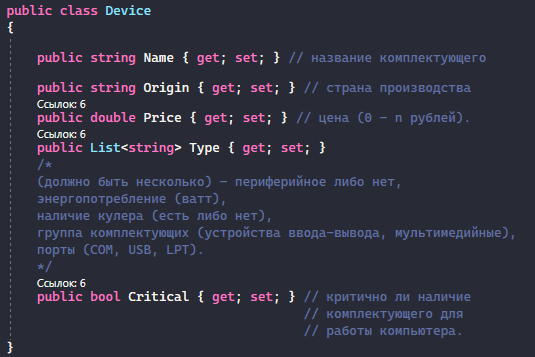 public class Device
{
public string Name { get; set; } // название комплектующего
public string Origin { get; set; } // страна производства
Ссылок: 6
public double Price { get; set; } // цена (0 - n рублей).
Ссылок: 6
public List<string> Type { get; set; }
/*
(должно быть несколько) - периферийное либо нет,
энергопотребление (ватт),
наличие кулера (есть либо нет),
группа комплектующих (устройства ввода-вывода, мультимедийные),
порты (COM, USB, LPT).
*/
Ссылок: 6
public bool Critical { get; set; } // критично ли наличие
// комплектующего для
// работы компьютера.
}